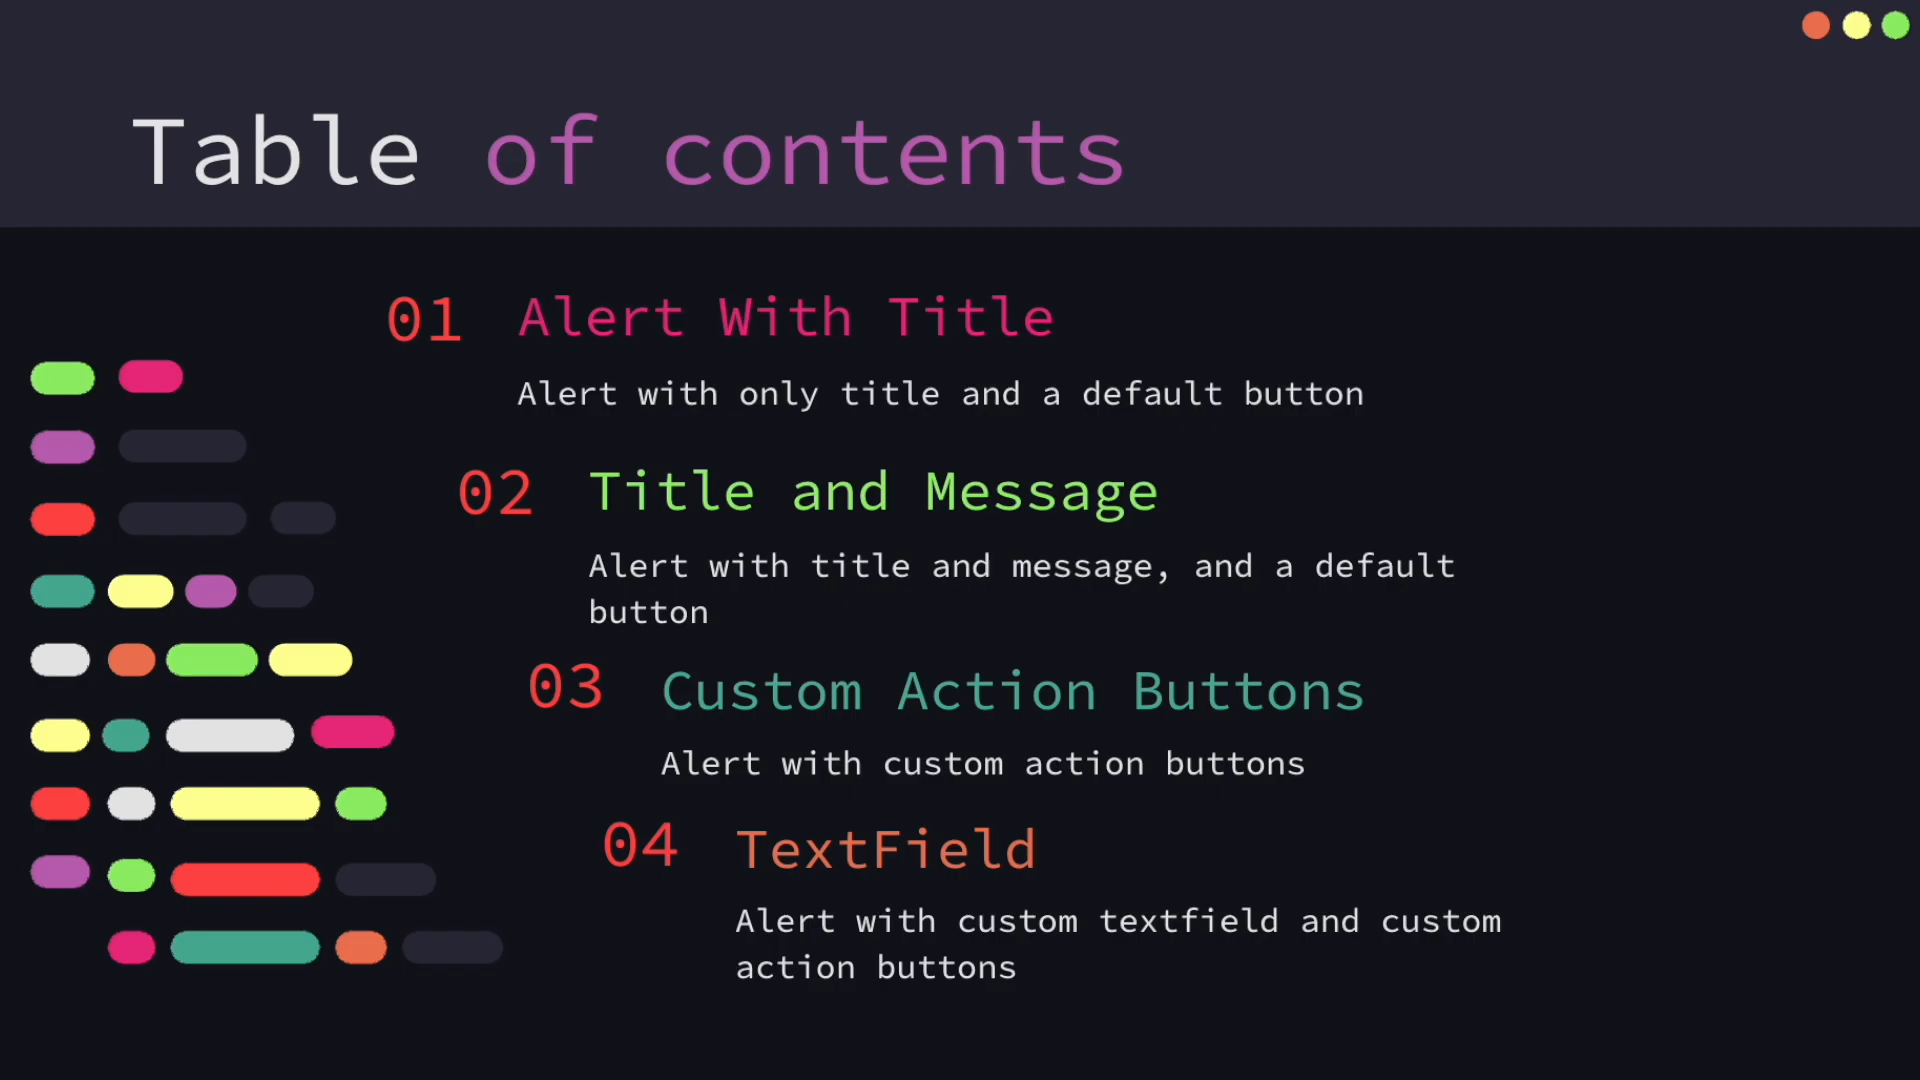 Table of contents
01 Alert With Title
Alert with only title and a default button
02 Title and Message
Alert with title and message, and a default
button
03 Custom Action Buttons
Alert with custom action buttons
04 TextField
Alert with custom textfield and custom
action buttons